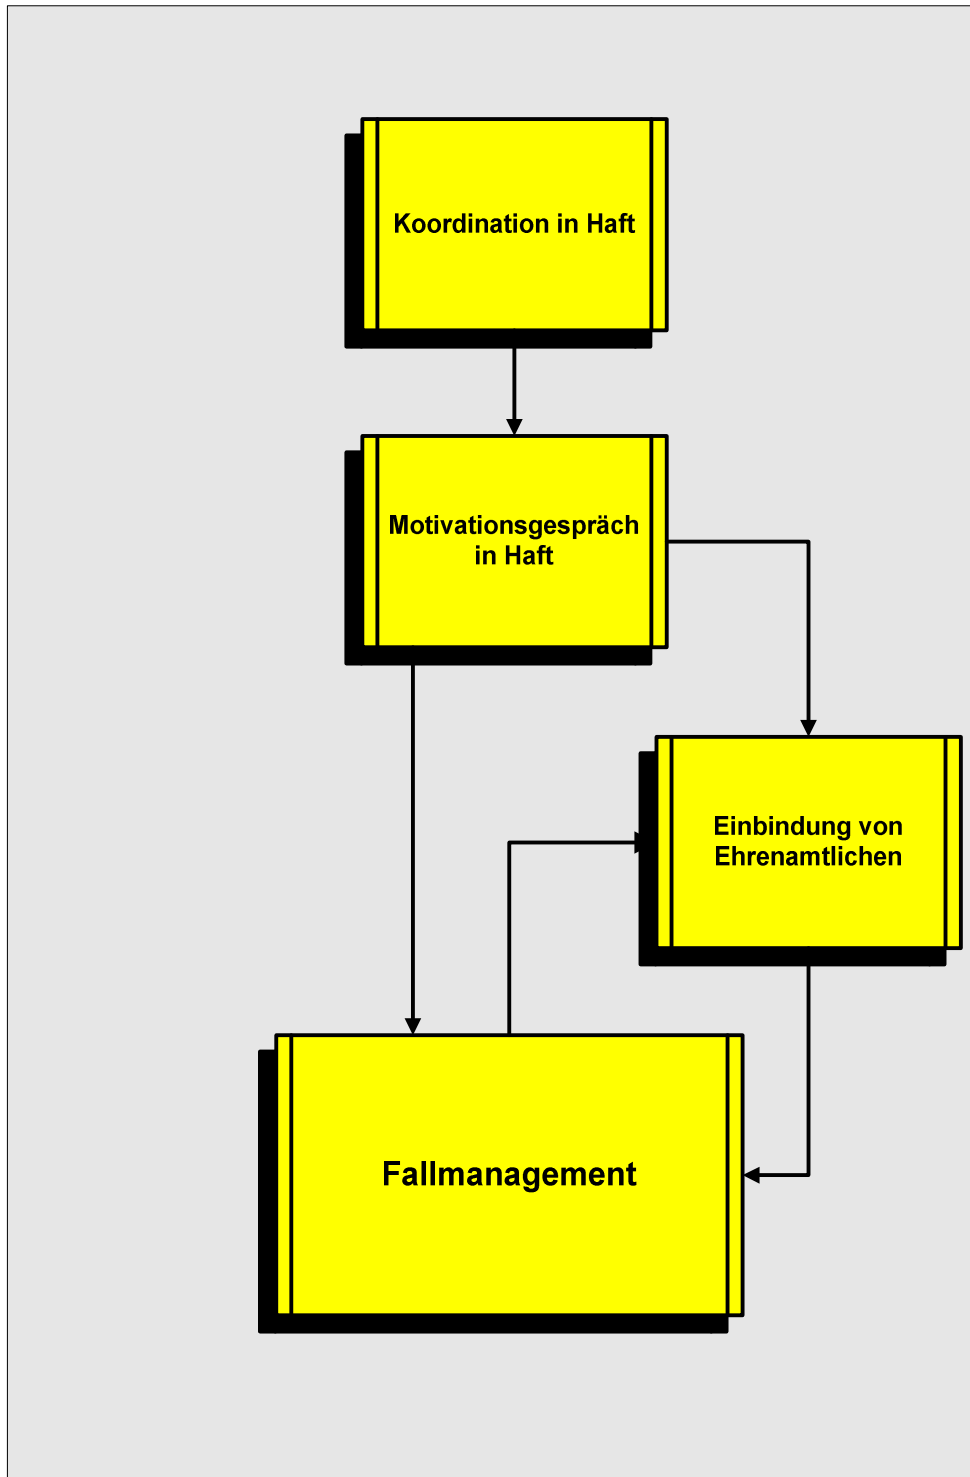 Koordination in Haft
Motivationsgespräch
in Haft
Einbindung von
Ehrenamtlichen
Fallmanagement